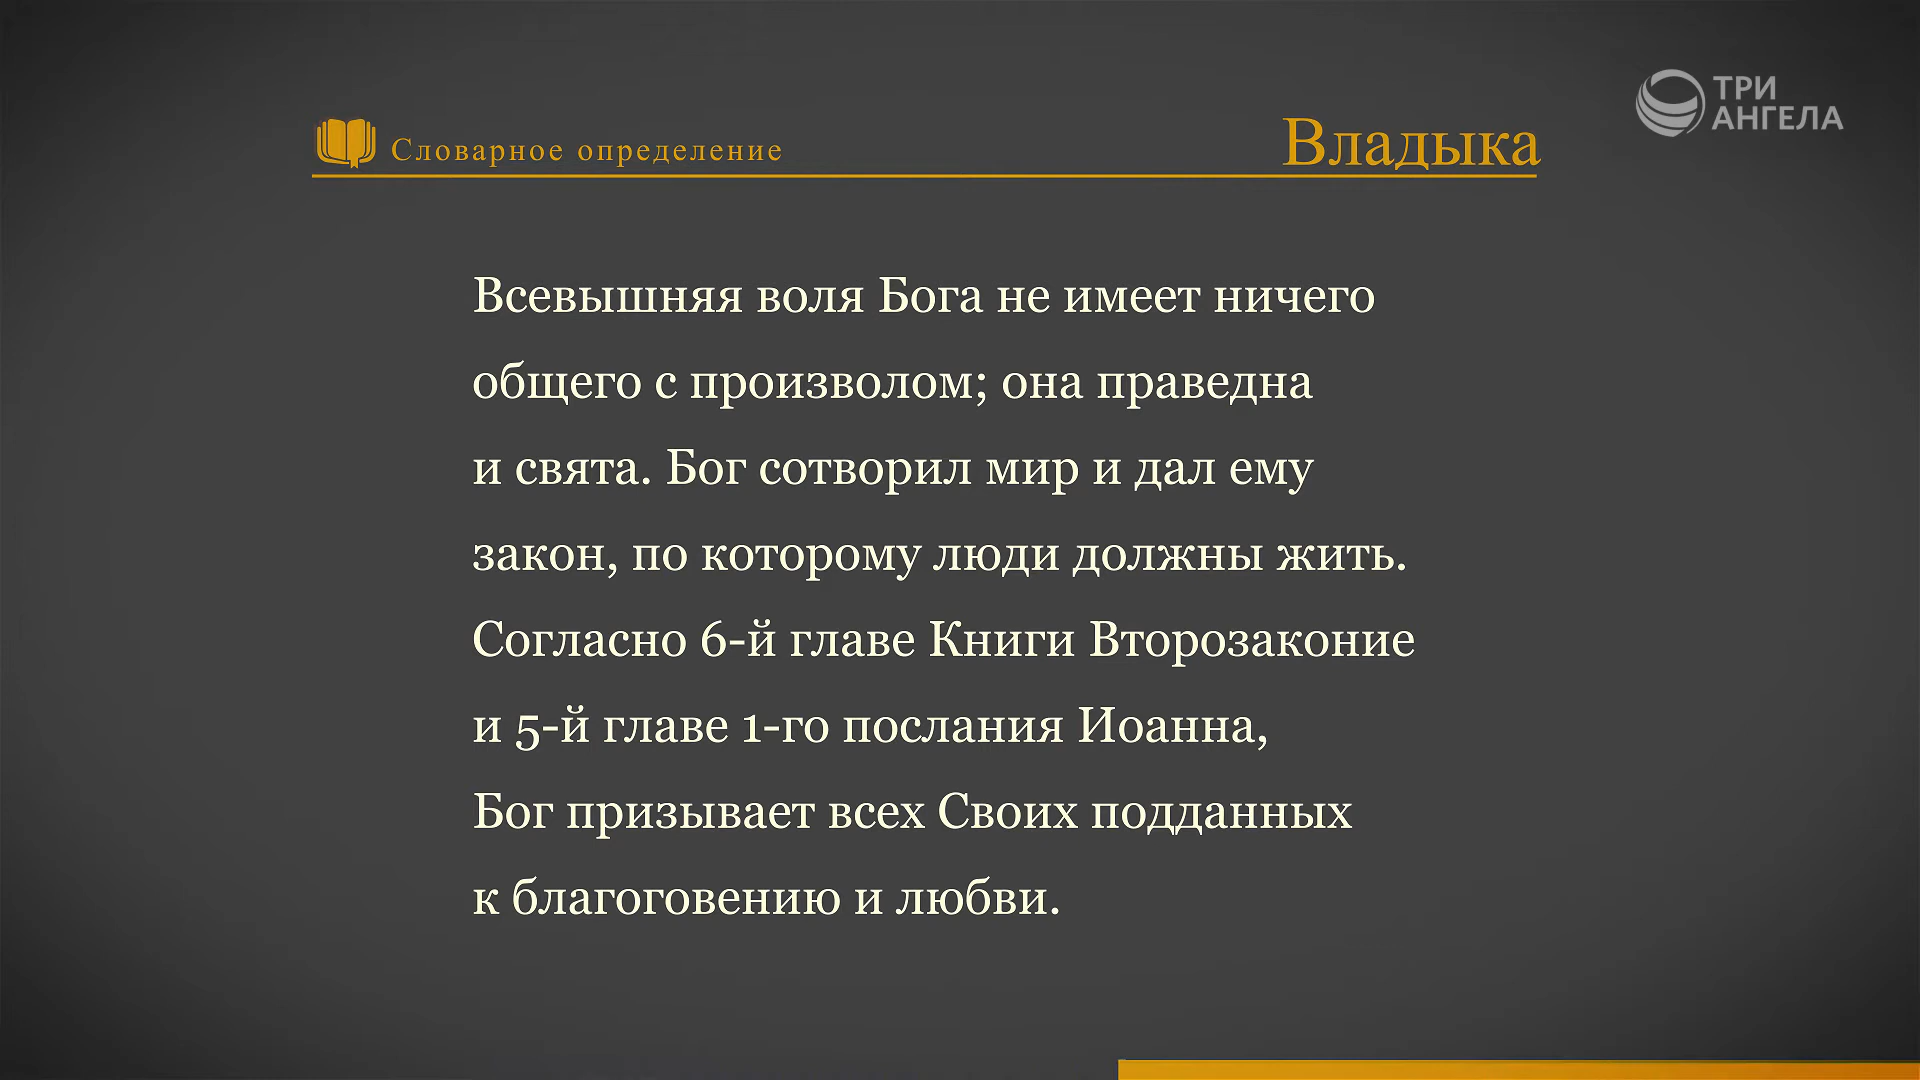 Словарное определение
Владыка
ТРИ
АНГЕЛА
Всевышняя воля Бога не имеет ничего
общего с произволом; она праведна
и свята. Бог сотворил мир и дал ему
закон, по которому люди должны жить.
Согласно 6-й главе Книги Второзаконие
и 5-й главе 1-го послания Иоанна,
Бог призывает всех Своих подданных
к благоговению и любви.